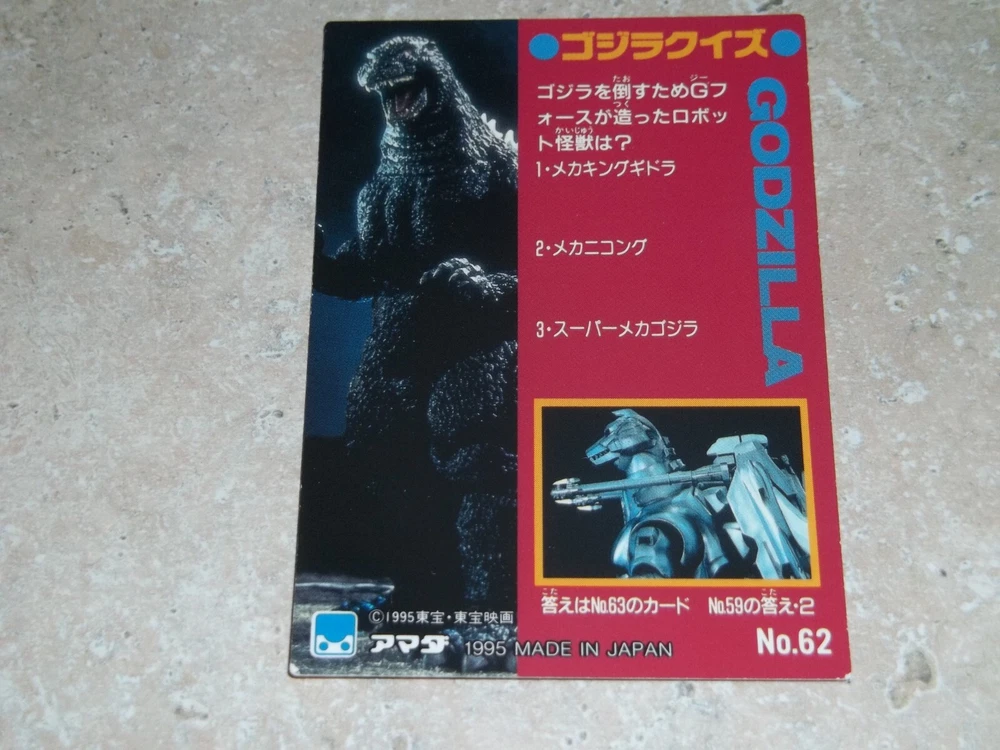 ゴジラクイズ
ゴジラを倒すためGフ
ォースが造ったロボッ
ト怪獣は？
1・メカキングギドラ
2・メカニコング
3・スーパーメカゴジラ
GODZILLA
答えはNo.63のカード No.59の答え・2
©1995東宝・東宝映画
アマダ 1995 MADE IN JAPAN
No.62